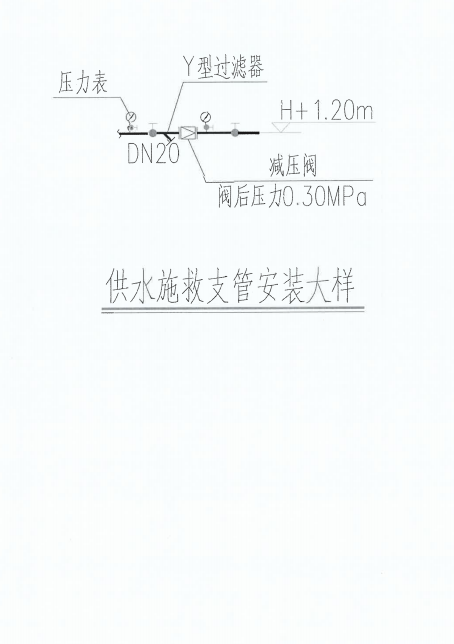 Y型过滤器
压力表
H+1.20m
DN20
减压阀
阀后压力0.30MPa
供水施救支管安装大样